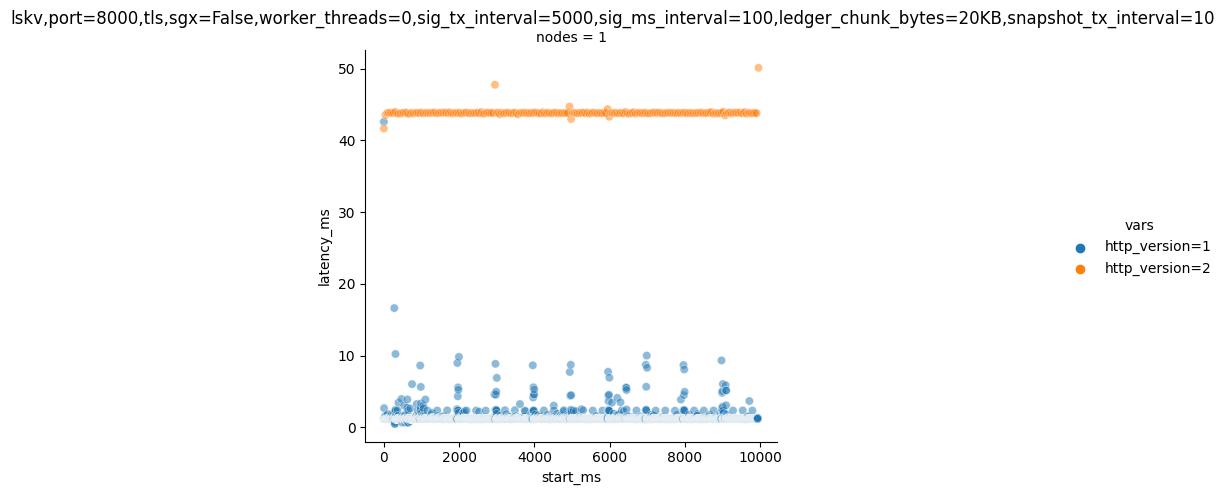 lskv,port=8000,tls,sgx=False,worker_threads=0,sig_tx_interval=5000,sig_ms_interval=100,ledger_chunk_bytes=20KB,snapshot_tx_interval=10
nodes = 1
50
40
30
20
10
0
latency_ms
0 2000 4000 6000 8000 10000
start_ms
vars
http_version=1
http_version=2